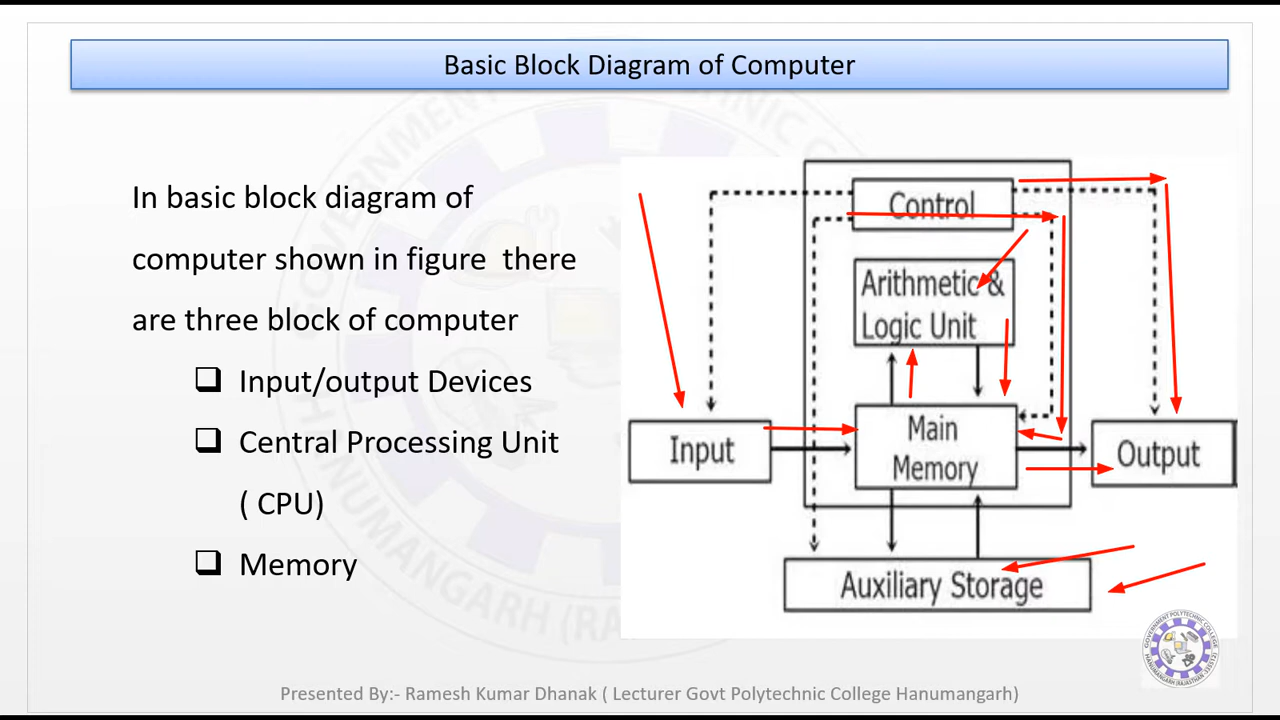 Basic Block Diagram of Computer
In basic block diagram of
computer shown in figure there
are three block of computer
Input/output Devices
Central Processing Unit
( CPU)
Memory
Control
Arithmetic &
Logic Unit
Input
Main
Memory
Output
Auxiliary Storage
Presented By:- Ramesh Kumar Dhanak ( Lecturer Govt Polytechnic College Hanumangarh)